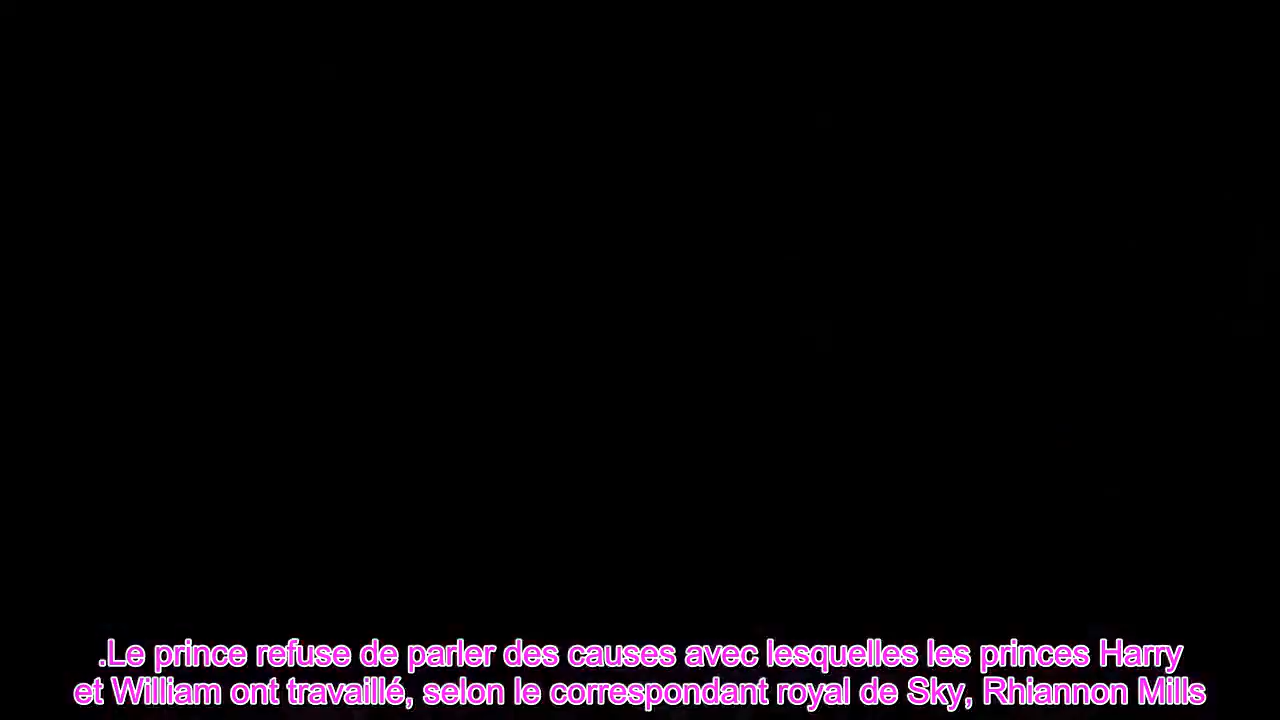 .Le prince refuse de parler des causes avec lesquelles les princes Harry
et William ont travaillé, selon le correspondant royal de Sky, Rhiannon Mills